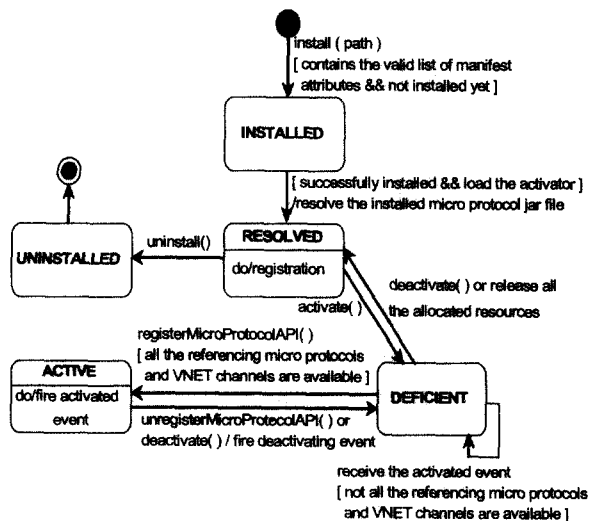 install ( path )
[ contains the valid list of manifest
attributes && not installed yet ]
INSTALLED
[ successfully installed && load the activator ]
/resolve the installed micro protocol jar file
UNINSTALLED
uninstall()
RESOLVED
do/registration
activate( )
deactivate( ) or release all
the allocated resources
registerMicroProtocolAPI( )
[ all the referencing micro protocols
and VNET channels are available ]
ACTIVE
do/fire activated
event
DEFICIENT
unregisterMicroProtecolAPI( ) or
deactivate( ) / fire deactivating event
receive the activated event
[ not all the referencing micro protocols
and VNET channels are available ]